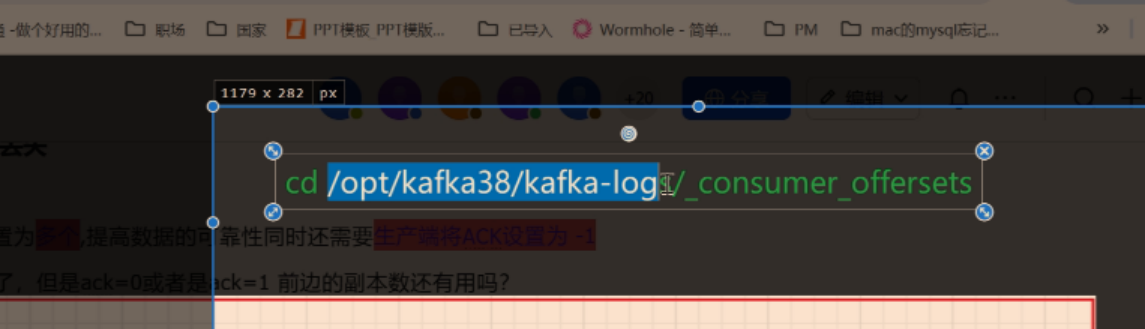 -做个好用的... 职场 国家 PPT模板_PPT模版... 已导入 Wormhole - 简单... PM mac的mysql忘记... »
1179 x 282 px
+20 分享 编辑 ...
cd /opt/kafka38/kafka-logs/_consumer_offersets
置为多个,提高数据的可靠性同时还需要生产端将ACK设置为 -1
了，但是ack=0或者是ack=1 前边的副本数还有用吗?